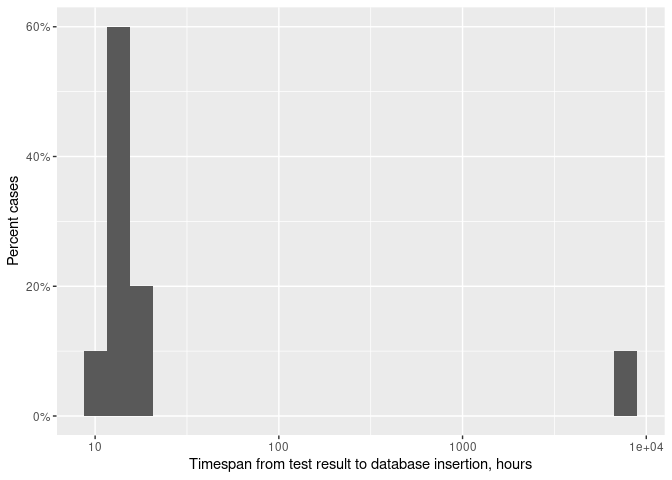 60%
40%
20%
0%
Percent cases
10 100 1000 1e+04
Timespan from test result to database insertion, hours